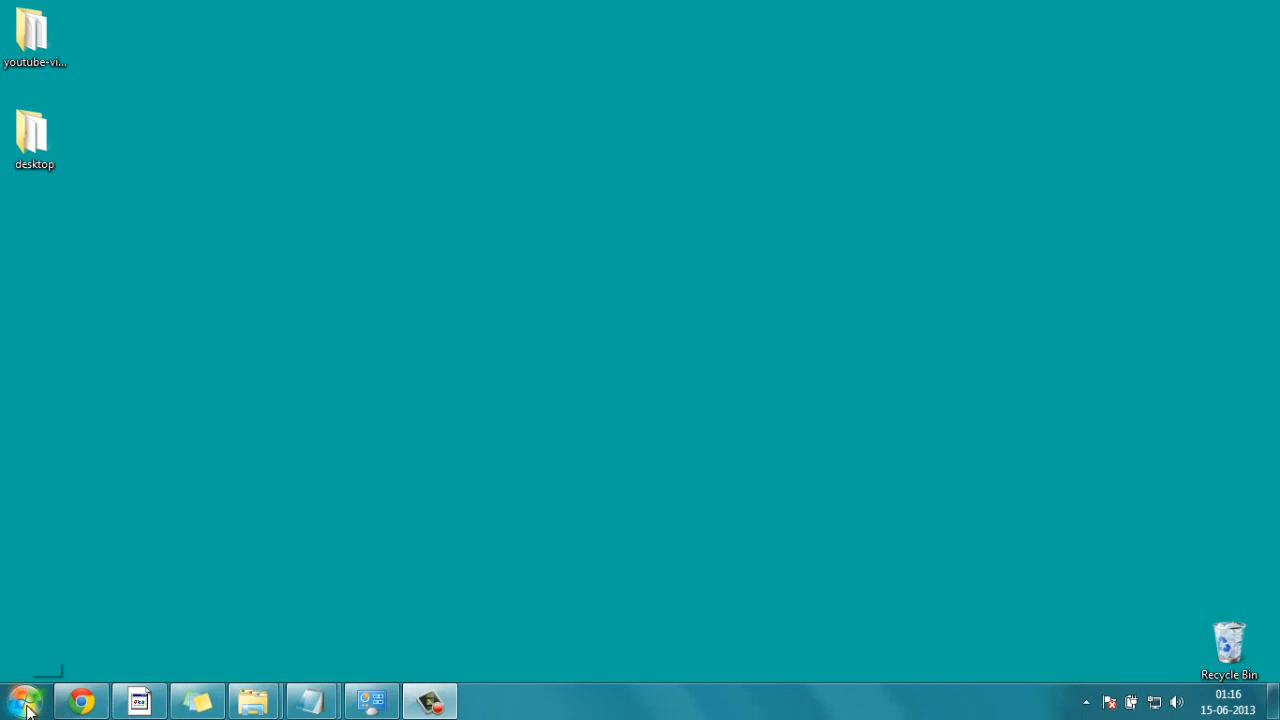 youtube-vi...
desktop
Recycle Bin
01:16
15-06-2013